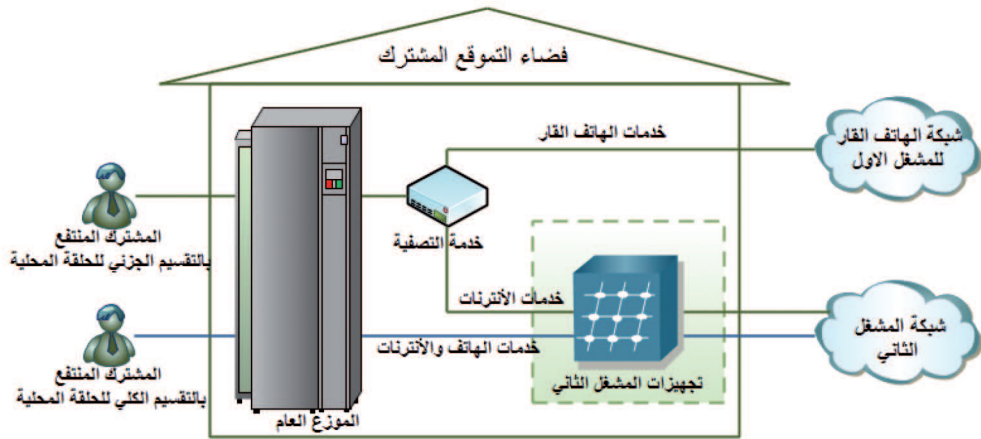 فضاء التموقع المشترك
خدمات الهاتف القار
شبكة الهاتف القار
للمشغل الاول
المشترك المنتفع
بالتقسيم الجزئي للحلقة المحلية
خدمة التصفية
خدمات الأنترنات
شبكة المشغل
الثاني
خدمات الهاتف والأنترنات
المشترك المنتفع
بالتقسيم الكلي للحلقة المحلية
تجهيزات المشغل الثاني
الموزع العام